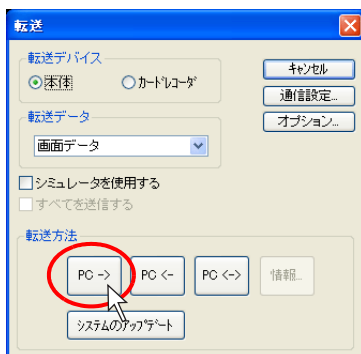 転送
転送デバイス
本体
カードレコーダ
キャンセル
通信設定...
オプション...
転送データ
画面データ
シミュレータを使用する
すべてを送信する
転送方法
PC ->
PC <-
PC <->
情報...
システムのアップデート